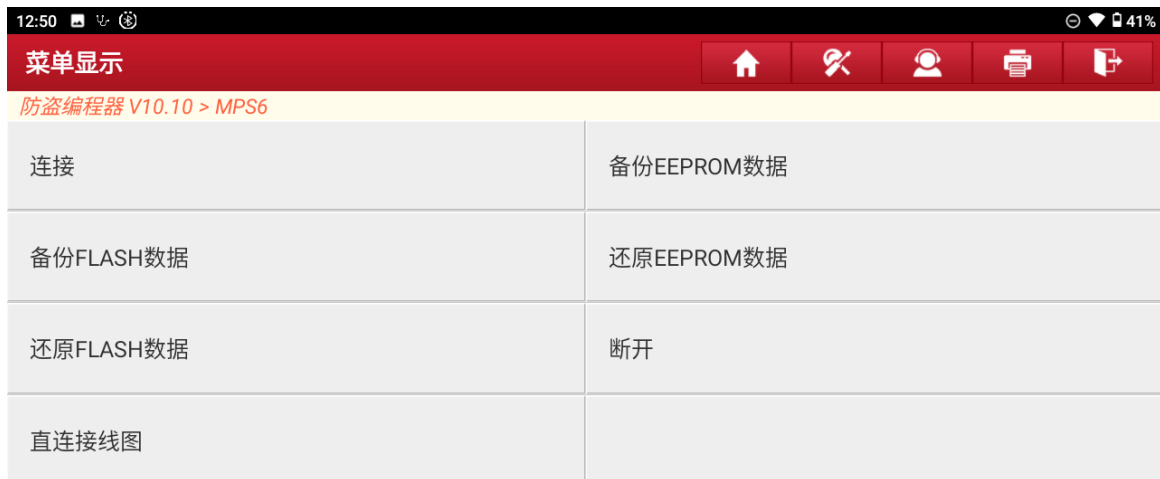 12:50
41%
菜单显示
防盗编程器 V10.10 > MPS6
连接
备份EEPROM数据
备份FLASH数据
还原EEPROM数据
还原FLASH数据
断开
直连接线图